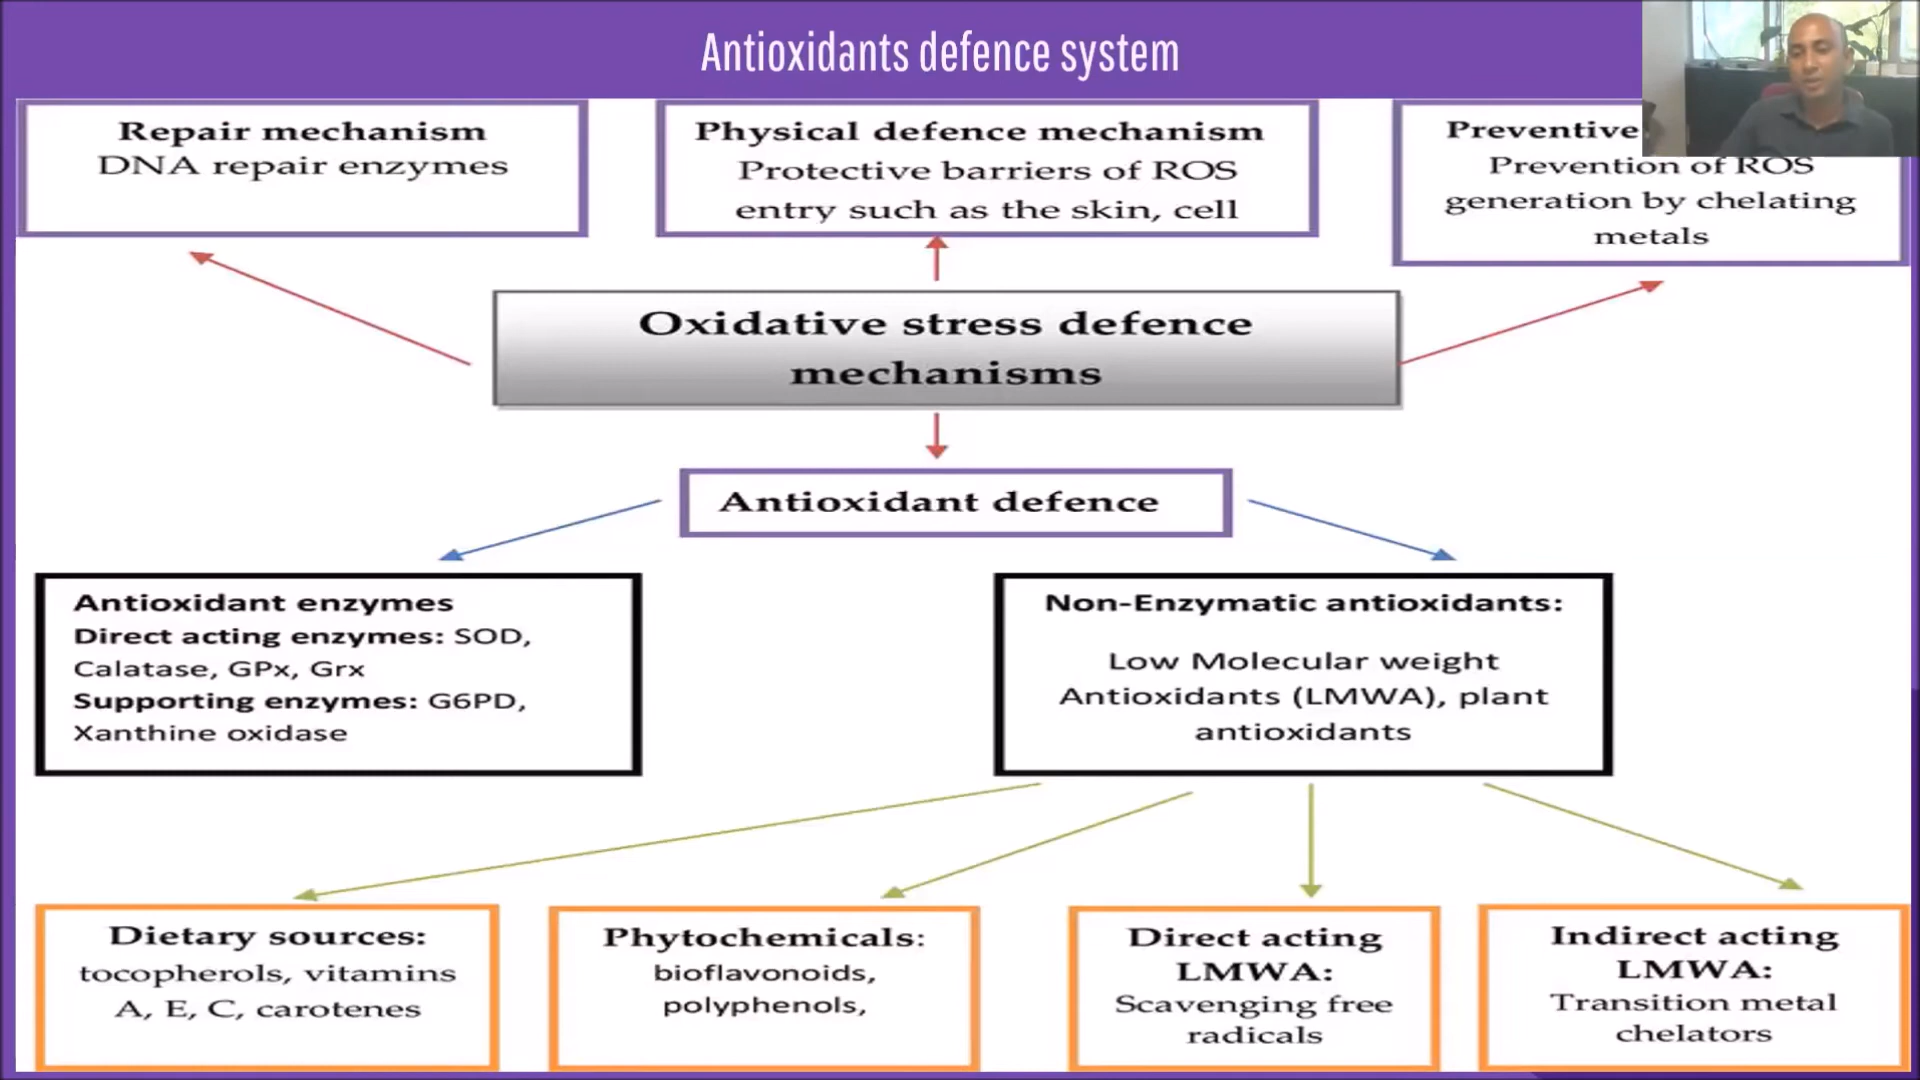 Antioxidants defence system
Repair mechanism
DNA repair enzymes
Physical defence mechanism
Protective barriers of ROS
entry such as the skin, cell
Preventive
Prevention of ROS
generation by chelating
metals
Oxidative stress defence
mechanisms
Antioxidant defence
Antioxidant enzymes
Direct acting enzymes: SOD,
Calatase, GPx, Grx
Supporting enzymes: G6PD,
Xanthine oxidase
Non-Enzymatic antioxidants:
Low Molecular weight
Antioxidants (LMWA), plant
antioxidants
Dietary sources:
tocopherols, vitamins
A, E, C, carotenes
Phytochemicals:
bioflavonoids,
polyphenols,
Direct acting
LMWA:
Scavenging free
radicals
Indirect acting
LMWA:
Transition metal
chelators